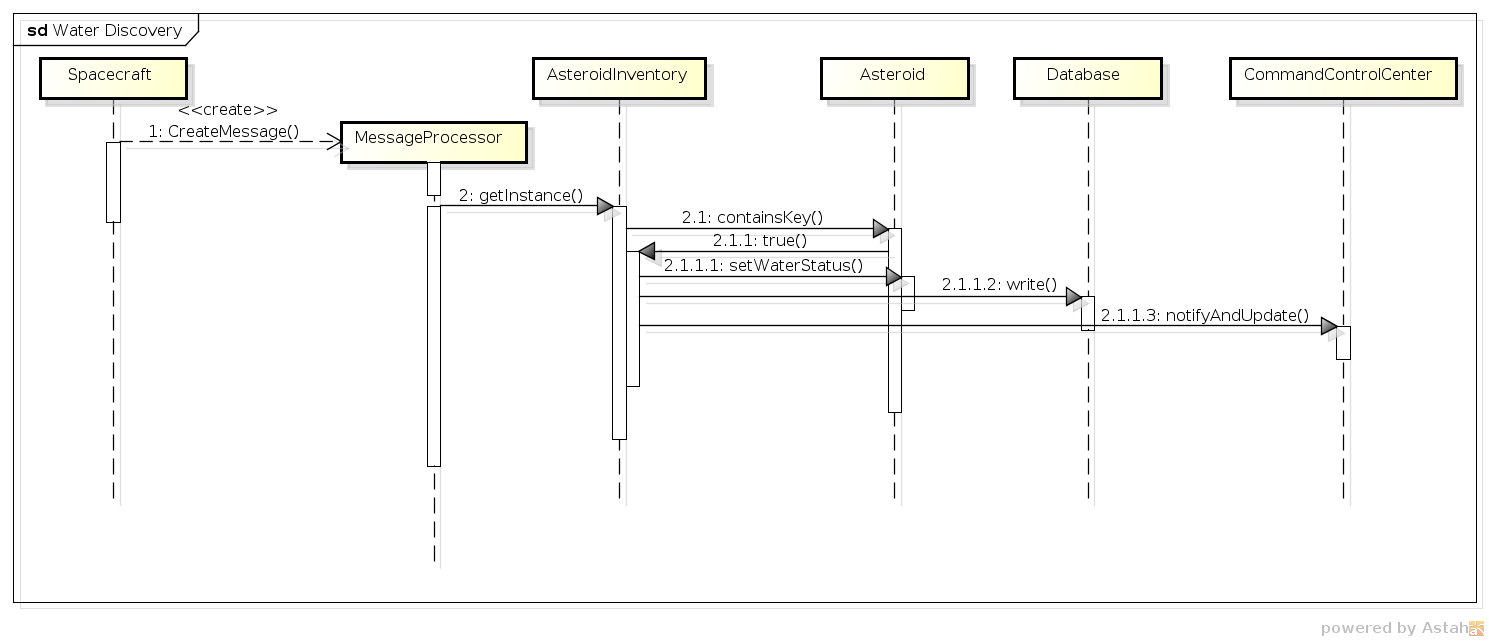 sd Water Discovery
Spacecraft
AsteroidInventory
Asteroid
Database
CommandControlCenter
<<create>>
1: CreateMessage()
MessageProcessor
2: getInstance()
2.1: containsKey()
2.1.1: true()
2.1.1.1: setWaterStatus()
2.1.1.2: write()
2.1.1.3: notifyAndUpdate()
powered by Astah